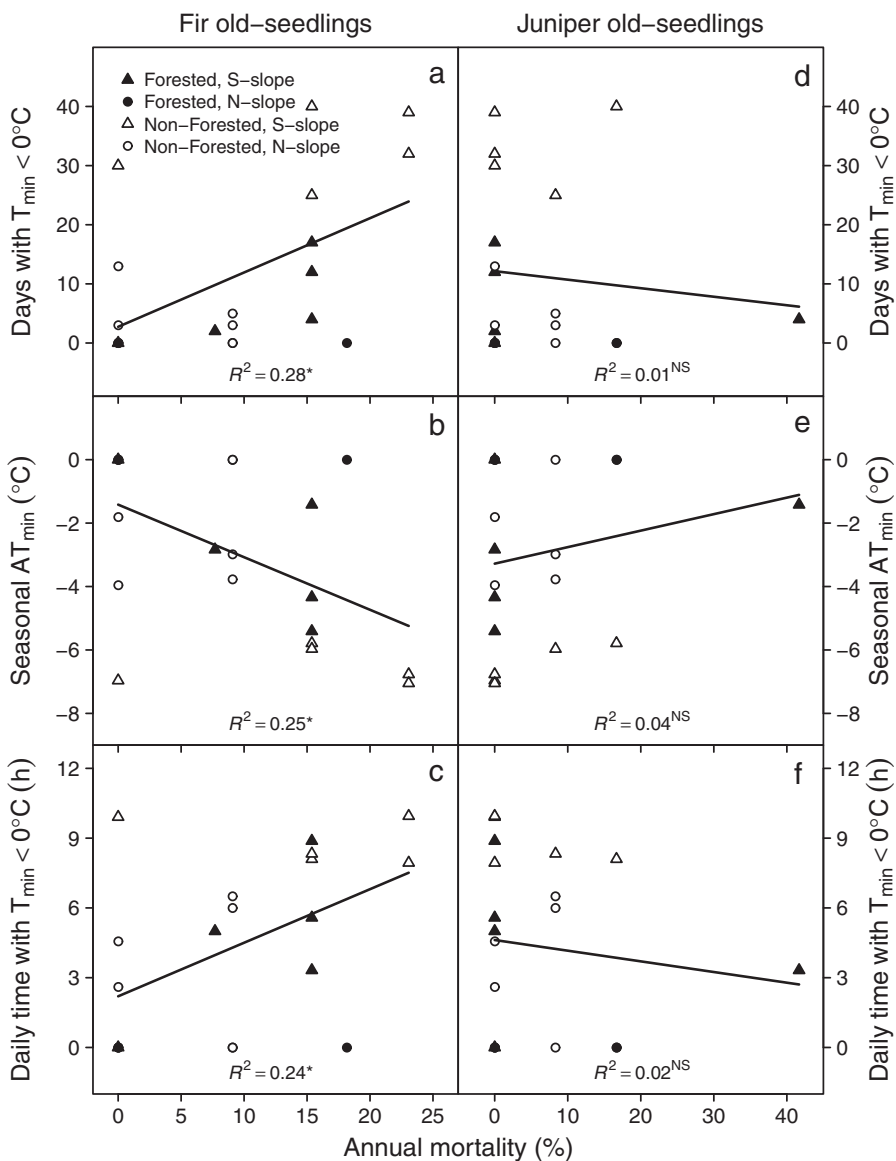 Fir old–seedlings
Juniper old–seedlings
Days with Tmin < 0°C
a
▲ Forested, S–slope
● Forested, N–slope
△ Non–Forested, S–slope
○ Non–Forested, N–slope
40
30
20
10
0
R² = 0.28*
d
R² = 0.01NS
40
30
20
10
0
Days with Tmin < 0°C
Seasonal ATmin (°C)
0
−2
−4
−6
−8
b
R² = 0.25*
e
R² = 0.04NS
0
−2
−4
−6
−8
Seasonal ATmin (°C)
Daily time with Tmin < 0°C (h)
12
9
6
3
0
c
R² = 0.24*
f
R² = 0.02NS
12
9
6
3
0
Daily time with Tmin < 0°C (h)
0 5 10 15 20 25
0 10 20 30 40
Annual mortality (%)